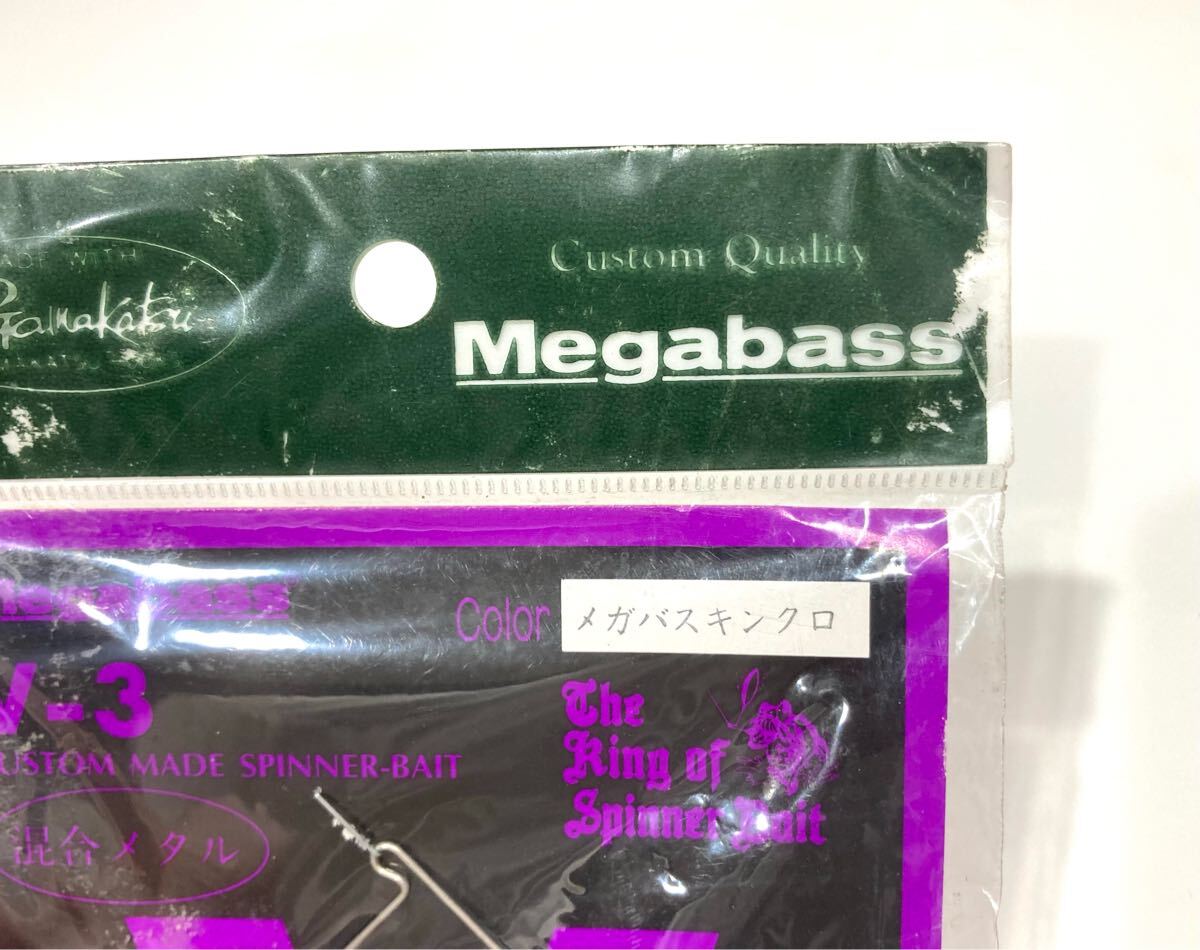 WITH
Gamakatsu
Custom Quality
Megabass
Megabass
Color メガバスキンクロ
V-3
CUSTOM MADE SPINNER-BAIT
混合メタル
The
King of
Spinner Bait